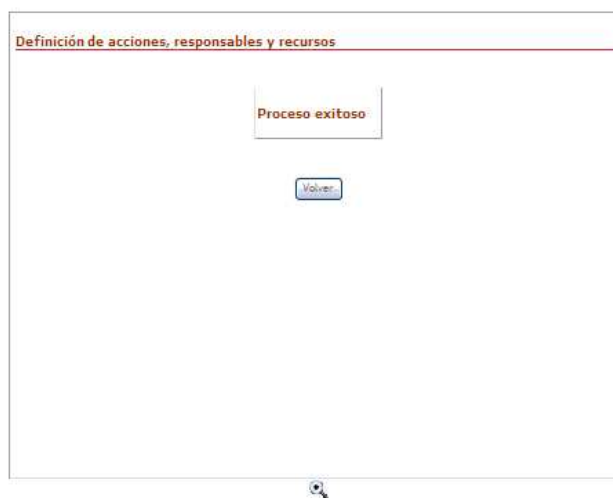 Definición de acciones, responsables y recursos
Proceso exitoso
Volver